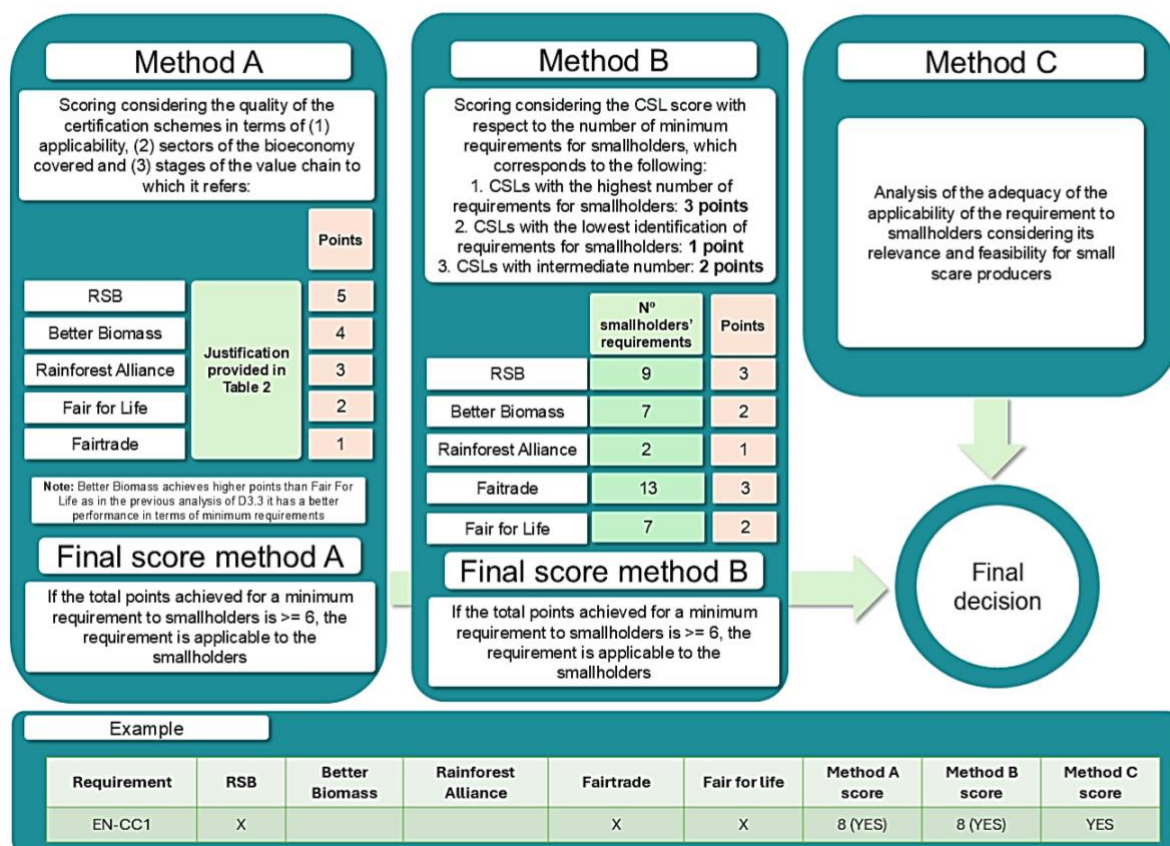 Method A
Scoring considering the quality of the
certification schemes in terms of (1)
applicability, (2) sectors of the bioeconomy
covered and (3) stages of the value chain to
which it refers:
Points
RSB
5
Better Biomass
4
Rainforest Alliance
3
Fair for Life
2
Fairtrade
1
Justification
provided in
Table 2
Note: Better Biomass achieves higher points than Fair For
Life as in the previous analysis of D3.3 it has a better
performance in terms of minimum requirements
Final score method A
If the total points achieved for a minimum
requirement to smallholders is >= 6, the
requirement is applicable to the
smallholders
Method B
Scoring considering the CSL score with
respect to the number of minimum
requirements for smallholders, which
corresponds to the following:
1. CSLs with the highest number of
requirements for smallholders: 3 points
2. CSLs with the lowest identification of
requirements for smallholders: 1 point
3. CSLs with intermediate number: 2 points
Nº
smallholders'
requirements
Points
RSB 9 3
Better Biomass 7 2
Rainforest Alliance 2 1
Faitrade 13 3
Fair for Life 7 2
Final score method B
If the total points achieved for a minimum
requirement to smallholders is >= 6, the
requirement is applicable to the
smallholders
Method C
Analysis of the adequacy of the
applicability of the requirement to
smallholders considering its
relevance and feasibility for small
scare producers
Final
decision
Example
Requirement RSB Better Biomass Rainforest Alliance Fairtrade Fair for life Method A score Method B score Method C score
EN-CC1 X X X 8 (YES) 8 (YES) YES